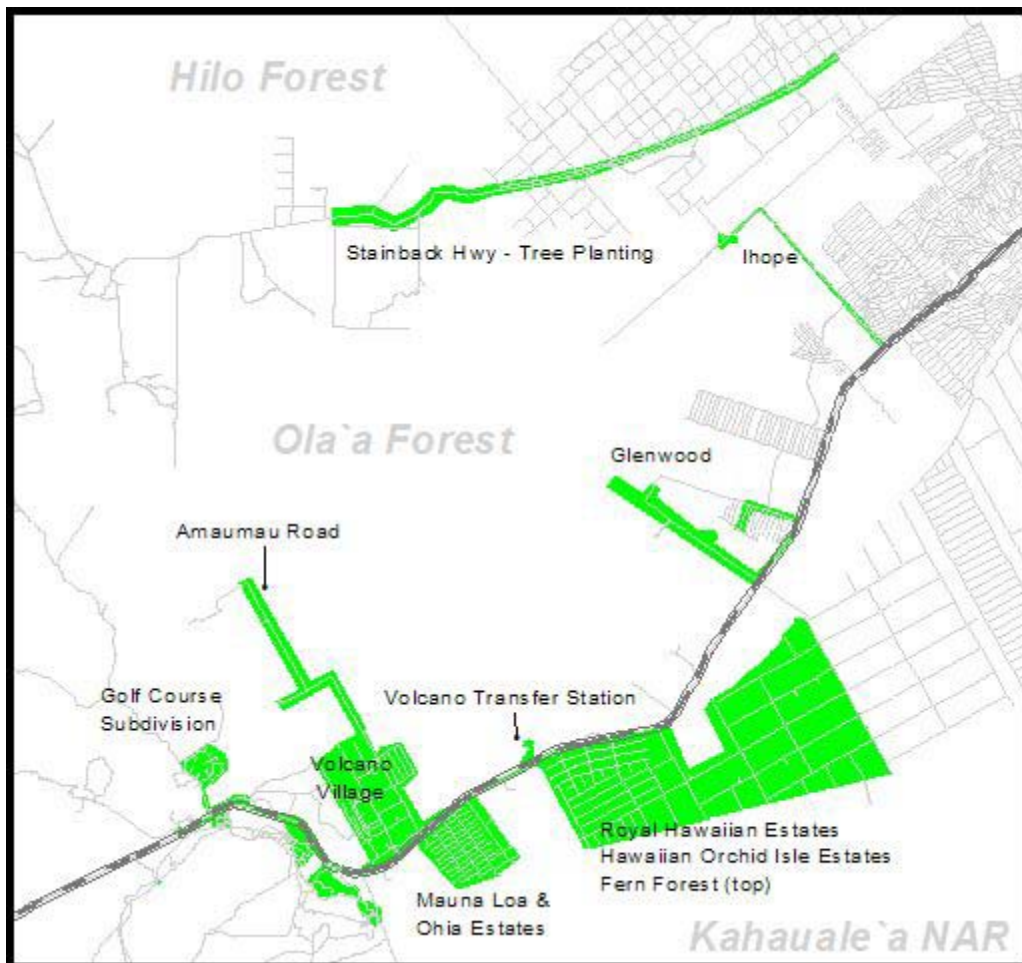 Hilo Forest
Stainback Hwy - Tree Planting
Ihope
Ola`a Forest
Glenwood
Amaumau Road
Golf Course
Subdivision
Volcano Transfer Station
Volcano
Village
Royal Hawaiian Estates
Hawaiian Orchid Isle Estates
Fern Forest (top)
Mauna Loa &
Ohia Estates
Kahauale`a NAR